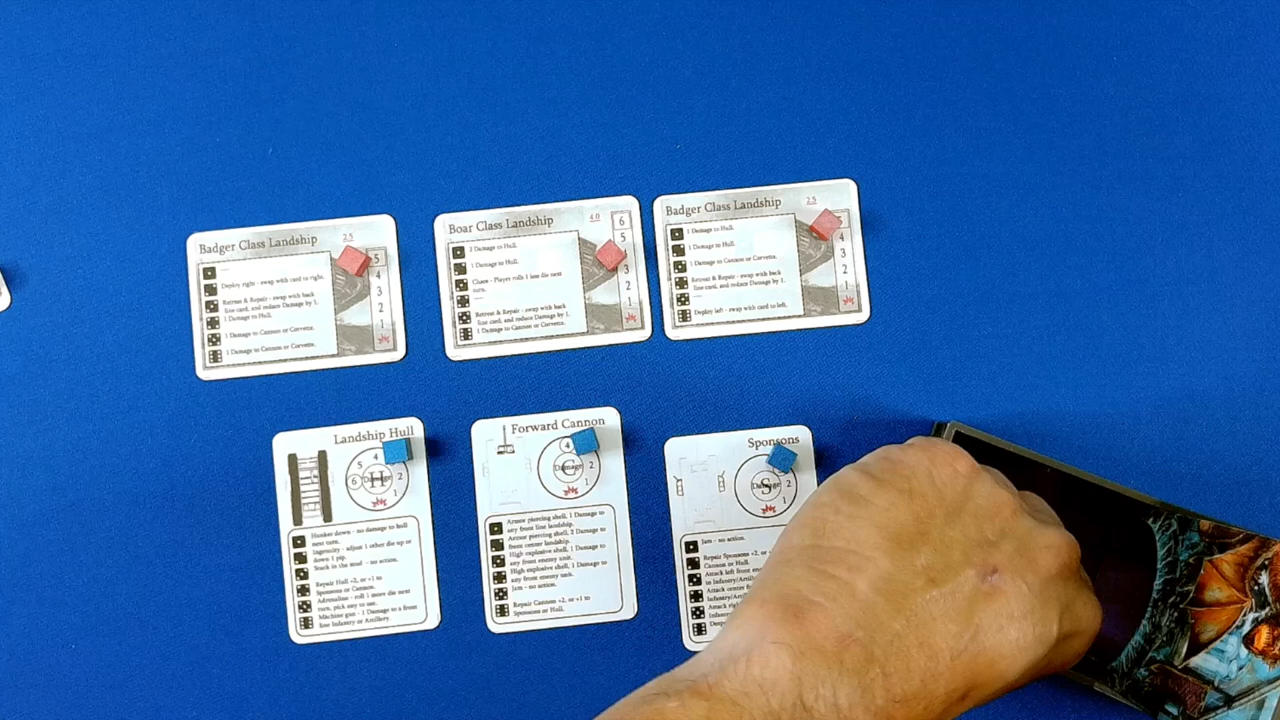 Badger Class Landship
25
Deploy right - swap with card to right.
Retreat & Repair - swap with back
line card, and reduce Damage by 1.
1 Damage to Hull.
1 Damage to Cannon or Corvette.
1 Damage to Cannon or Corvette.
5
4
3
2
1
Boar Class Landship
40
2 Damage to Hull.
1 Damage to Hull.
Chaos - Player rolls 1 less die next
turn.
Retreat & Repair - swap with back
line card, and reduce Damage by 1.
1 Damage to Cannon or Corvette.
6
5
3
2
1
Badger Class Landship
25
1 Damage to Hull.
1 Damage to Hull.
1 Damage to Cannon or Corvette.
Retreat & Repair - swap with back
line card, and reduce Damage by 1.
Deploy left - swap with card to left.
4
3
2
1
Landship Hull
6
5
4
2
1
Damage
H
Hunker down - no damage to hull
next turn.
Ingenuity - adjust 1 other die up or
down 1 pip.
Stuck in the mud - no action.
Repair Hull +2, or +1 to
Sponsons or Cannon.
Adrenaline - roll 1 more die next
turn, pick any to use.
Machine gun - 1 Damage to a front
line Infantry or Artillery.
Forward Cannon
4
2
1
Damage
C
Armor piercing shell, 1 Damage to
any front line landship.
Armor piercing shell, 2 Damage to
front center landship.
High explosive shell, 1 Damage to
any front enemy unit.
High explosive shell, 1 Damage to
any front enemy unit.
Jam - no action.
Repair Cannon +2, or +1 to
Sponsons or Hull.
Sponsons
2
1
Damage
S
Jam - no action.
Repair Sponsons +2, or
Cannon or Hull.
Attack left front
Attack center
Attack